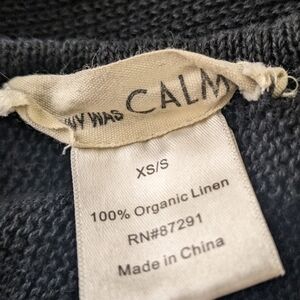 WAS CALM
XS/S
100% Organic Linen
RN#87291
Made in China